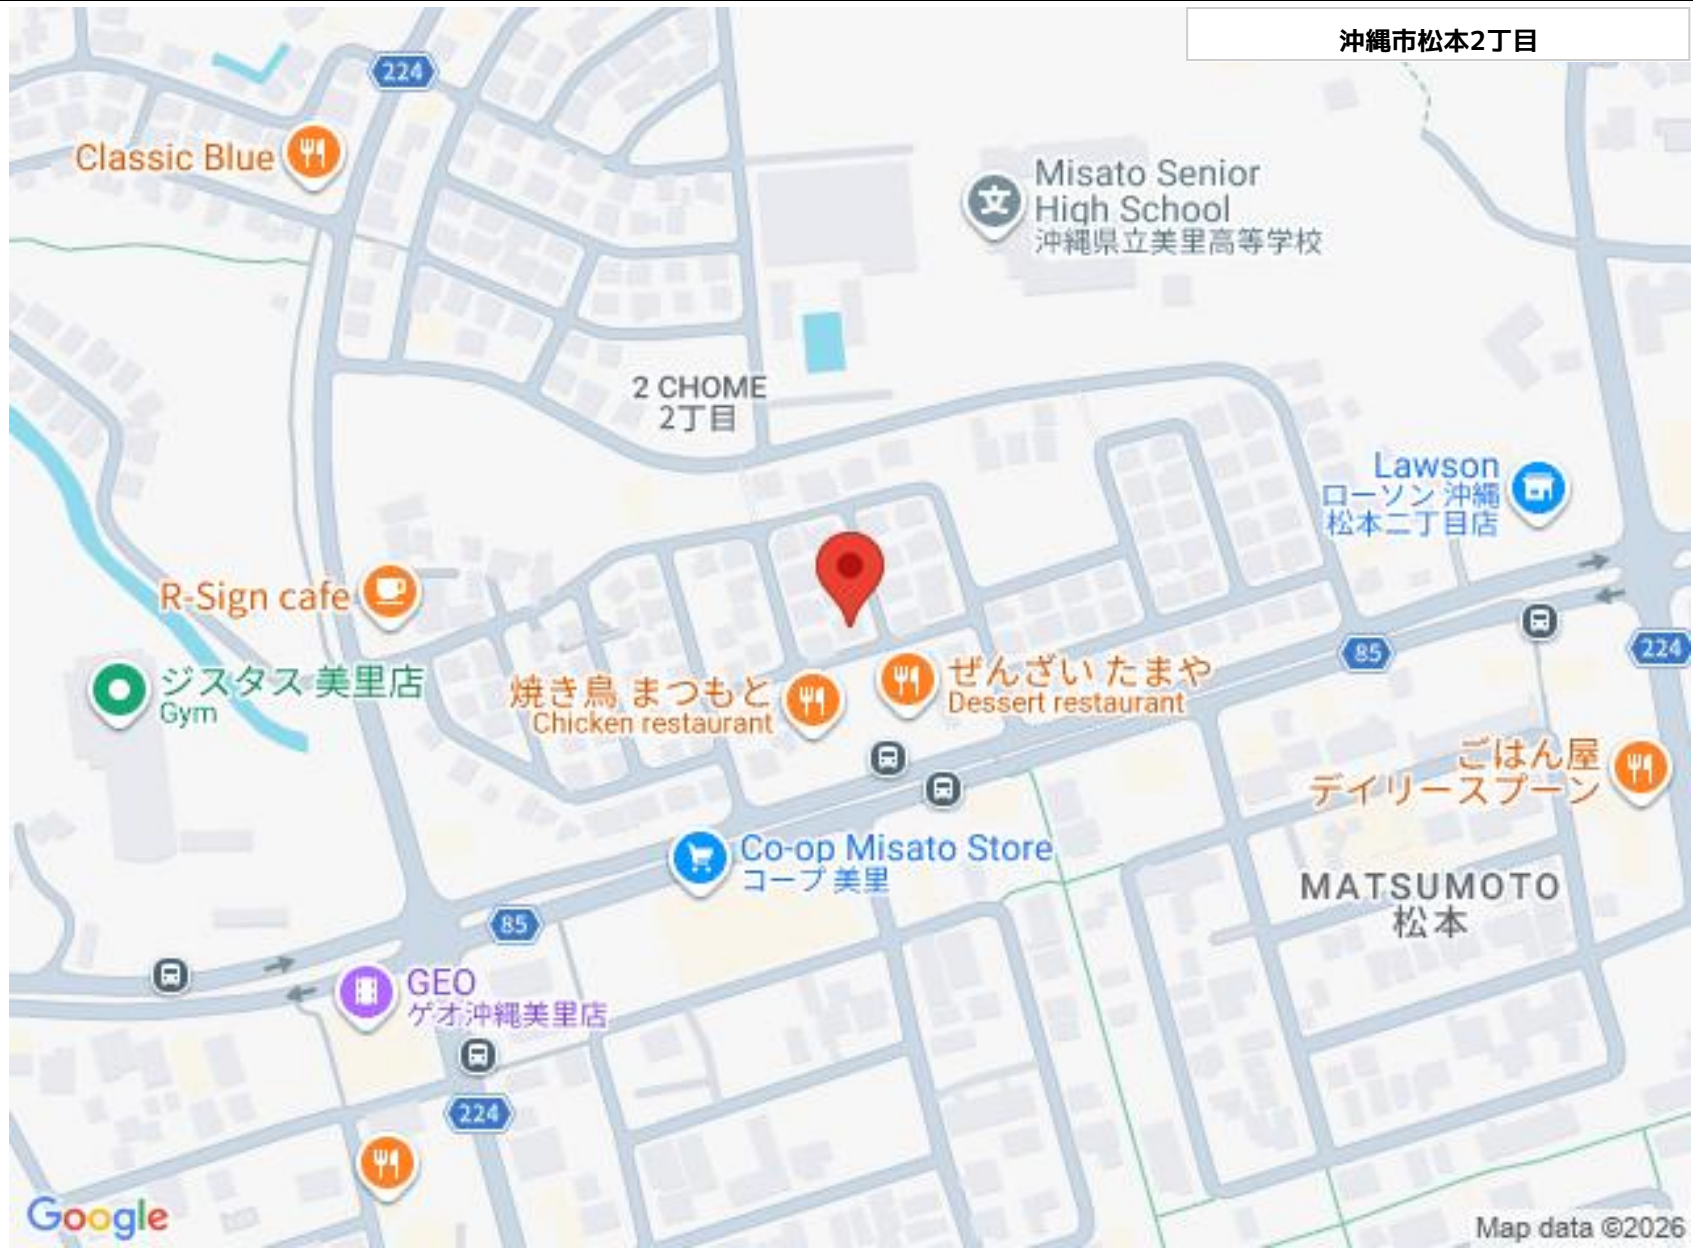 沖縄市松本2丁目
224
Classic Blue
Misato Senior
High School
沖縄県立美里高等学校
2 CHOME
2丁目
Lawson
ローソン 沖縄
松本二丁目店
R-Sign cafe
ジスタス 美里店
Gym
焼き鳥 まつもと
Chicken restaurant
ぜんざい たまや
Dessert restaurant
85
224
ごはん屋
デイリースプーン
Co-op Misato Store
コープ 美里
MATSUMOTO
松本
85
GEO
ゲオ沖縄美里店
224
Google
Map data ©2026